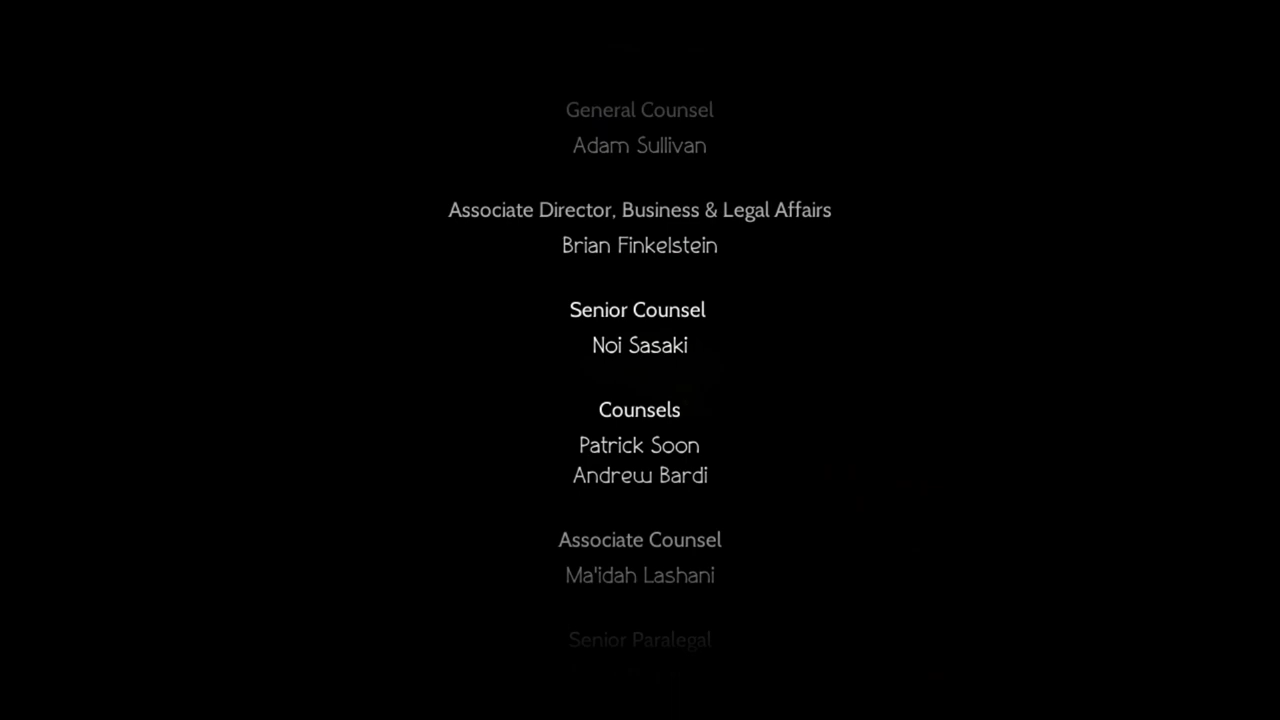 General Counsel
Adam Sullivan
Associate Director, Business & Legal Affairs
Brian Finkelstein
Senior Counsel
Noi Sasaki
Counsels
Patrick Soon
Andrew Bardi
Associate Counsel
Ma'idah Lashani
Senior Paralegal